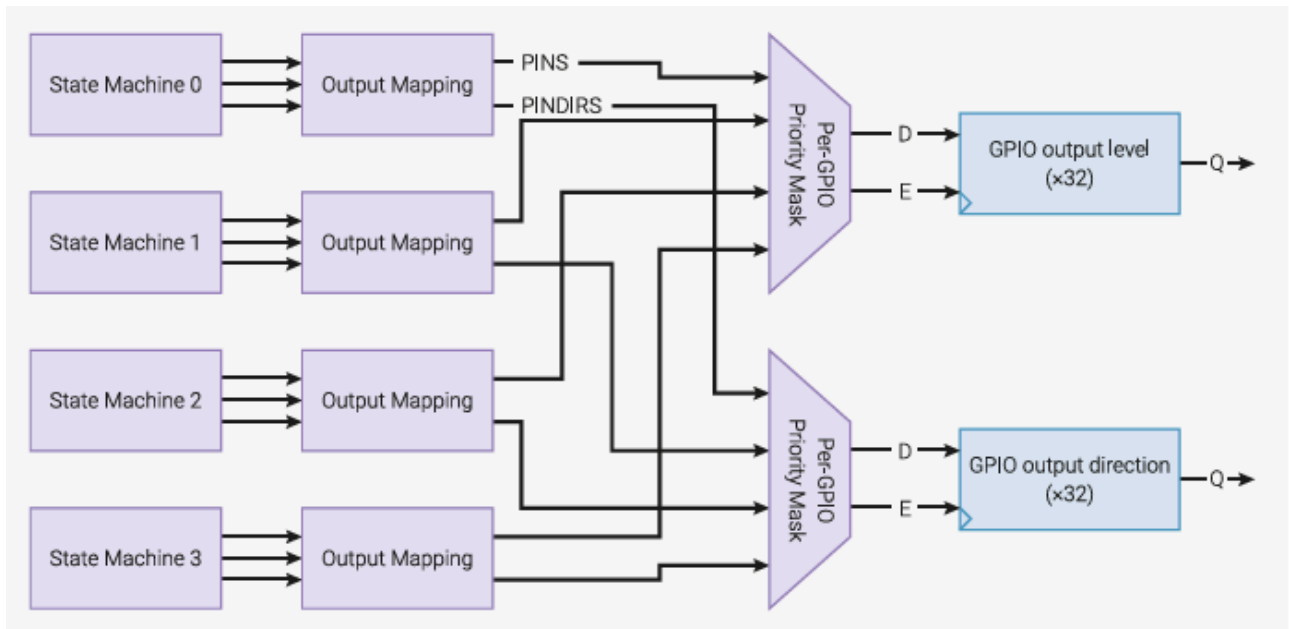 State Machine 0
Output Mapping
PINS
PINDIRS
Per-GPIO
Priority Mask
D
E
GPIO output level
(×32)
Q
State Machine 1
Output Mapping
State Machine 2
Output Mapping
Per-GPIO
Priority Mask
D
E
GPIO output direction
(×32)
Q
State Machine 3
Output Mapping